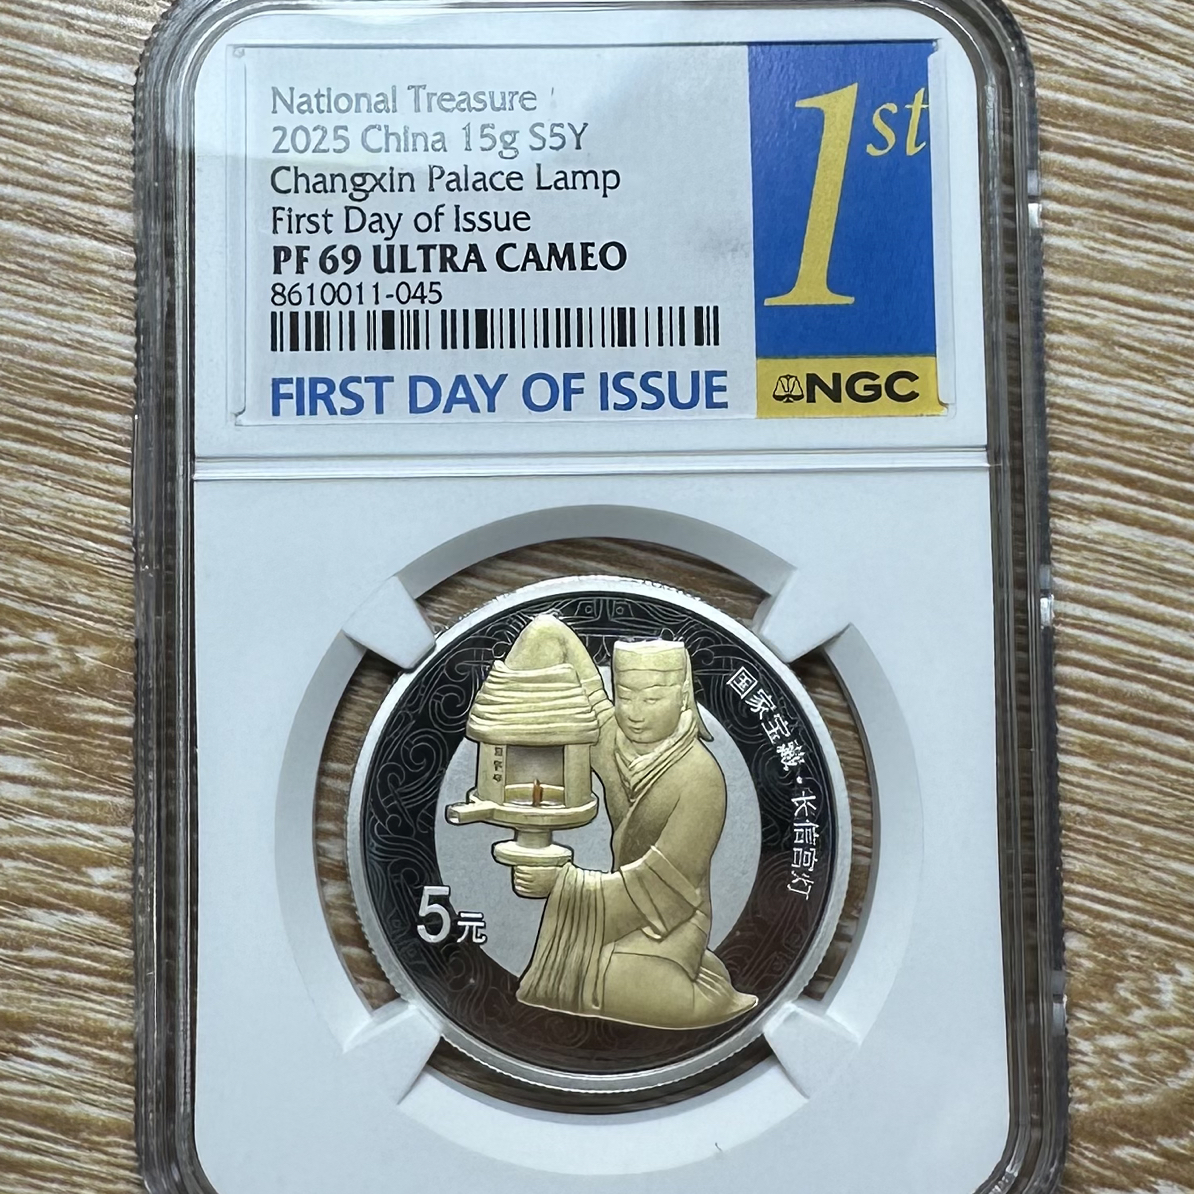 National Treasure
2025 China 15g S5Y
Changxin Palace Lamp
First Day of Issue
PF 69 ULTRA CAMEO
8610011-045
FIRST DAY OF ISSUE
1st
NGC
国家宝藏·长信宫灯
5元